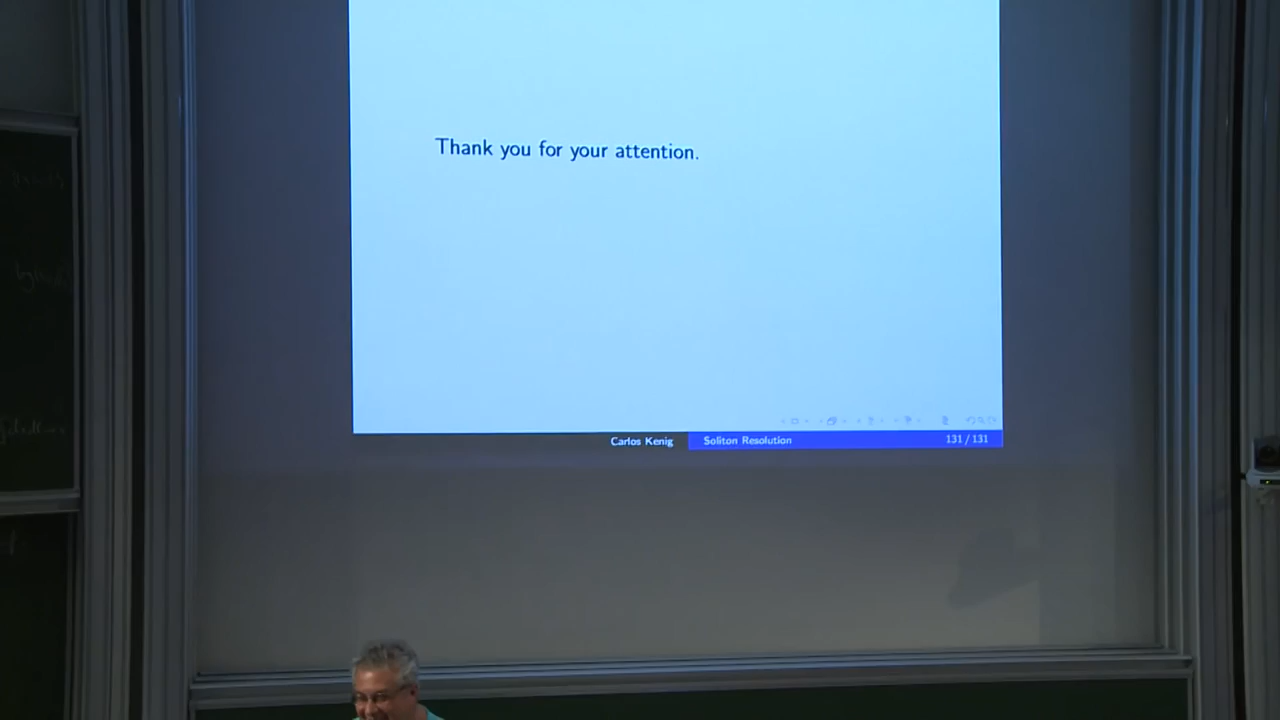 Thank you for your attention.
Carlos Kenig
Soliton Resolution
131 / 131